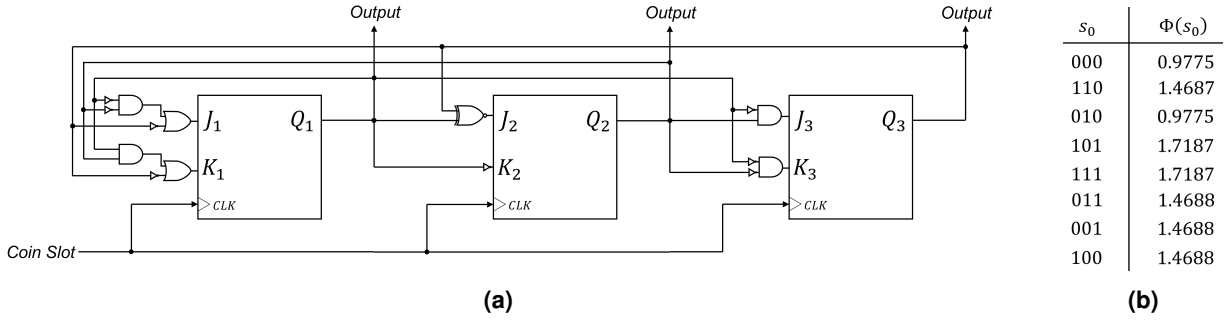 Output Output Output
J₁ Q₁ J₂ Q₂ J₃ Q₃
K₁ K₂ K₃
CLK CLK CLK
Coin Slot
(a)
s₀ Φ(s₀)
000 0.9775
110 1.4687
010 0.9775
101 1.7187
111 1.7187
011 1.4688
001 1.4688
100 1.4688
(b)